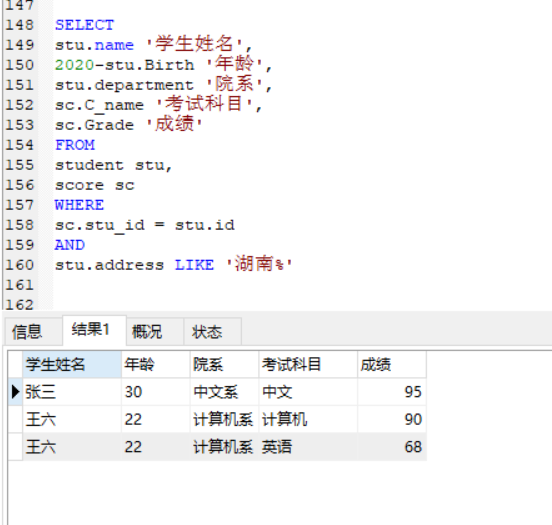 147
148 SELECT
149 stu.name '学生姓名',
150 2020-stu.Birth '年龄',
151 stu.department '院系',
152 sc.C_name '考试科目',
153 sc.Grade '成绩'
154 FROM
155 student stu,
156 score sc
157 WHERE
158 sc.stu_id = stu.id
159 AND
160 stu.address LIKE '湖南%'
161
162
信息 结果1 概况 状态
学生姓名 年龄 院系 考试科目 成绩
张三 30 中文系 中文 95
王六 22 计算机系 计算机 90
王六 22 计算机系 英语 68